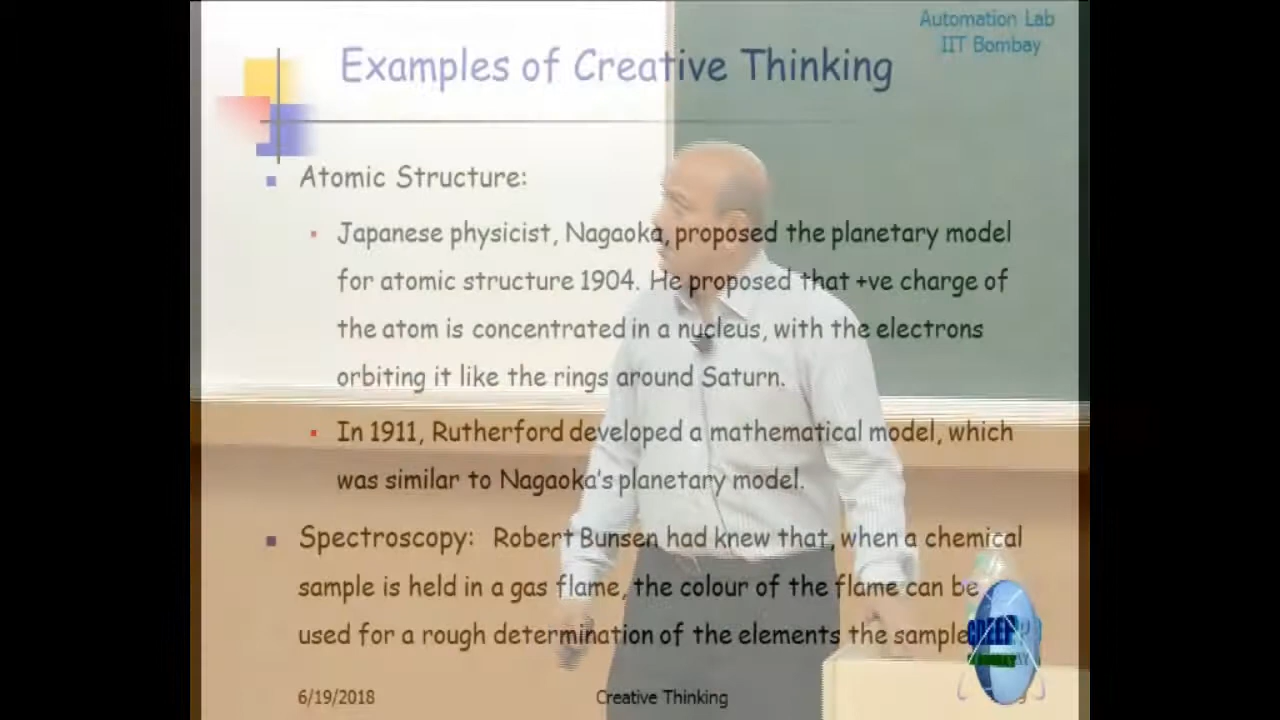 Automation Lab
IIT Bombay
Examples of Creative Thinking
Atomic Structure:
Japanese physicist, Nagaoka, proposed the planetary model
for atomic structure 1904. He proposed that +ve charge of
the atom is concentrated in a nucleus, with the electrons
orbiting it like the rings around Saturn.
In 1911, Rutherford developed a mathematical model, which
was similar to Nagaoka's planetary model.
Spectroscopy: Robert Bunsen had knew that, when a chemical
sample is held in a gas flame, the colour of the flame can be
used for a rough determination of the elements the sample
6/19/2018
Creative Thinking